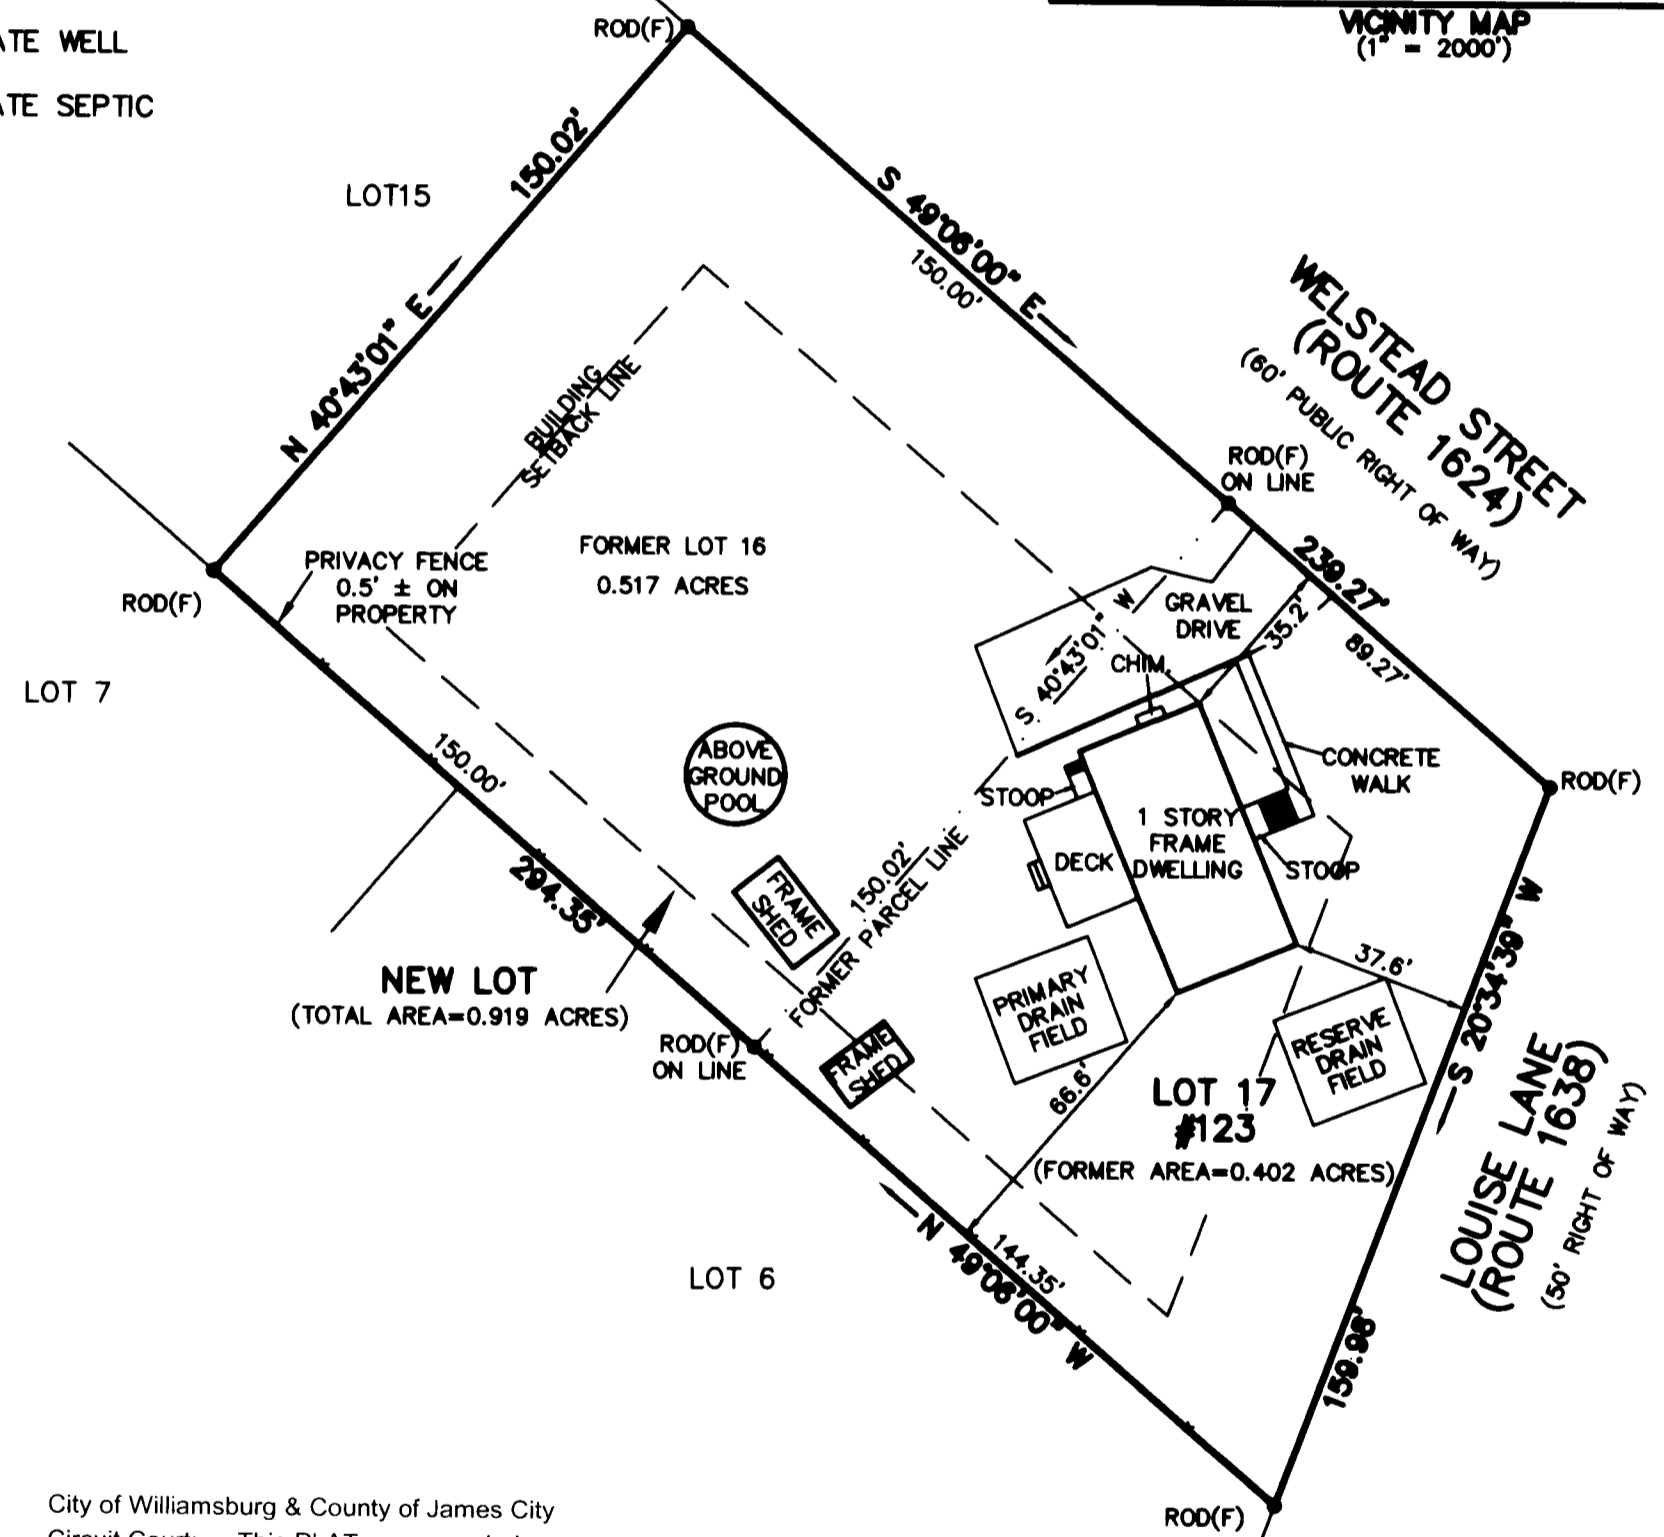 ATE WELL
ATE SEPTIC
VICINITY MAP
(1" = 2000')
ROD(F)
LOT15
150.02'
N 40°43'01" E
S 49°06'00" E
150.00'
WELSTEAD STREET
(ROUTE 1624)
(60' PUBLIC RIGHT OF WAY)
BUILDING
SETBACK LINE
ROD(F)
ON LINE
239.27'
89.27'
35.2'
FORMER LOT 16
0.517 ACRES
PRIVACY FENCE
0.5' ± ON
PROPERTY
ROD(F)
LOT 7
GRAVEL
DRIVE
S 40°43'01" W
CHIM.
CONCRETE
WALK
ROD(F)
150.00'
ABOVE
GROUND
POOL
STOOP
1 STORY
FRAME
DWELLING
DECK
STOOP
294.35'
FRAME
SHED
150.02'
FORMER PARCEL LINE
NEW LOT
(TOTAL AREA=0.919 ACRES)
PRIMARY
DRAIN
FIELD
37.6'
S 20°34'39" W
RESERVE
DRAIN
FIELD
ROD(F)
ON LINE
FRAME
SHED
66.6'
LOT 17
#123
(FORMER AREA=0.402 ACRES)
LOUISE LANE
(ROUTE 1638)
(50' RIGHT OF WAY)
LOT 6
N 49°06'00" W
144.35'
159.98'
City of Williamsburg & County of James City
Circuit Court: This PLAT
ROD(F)